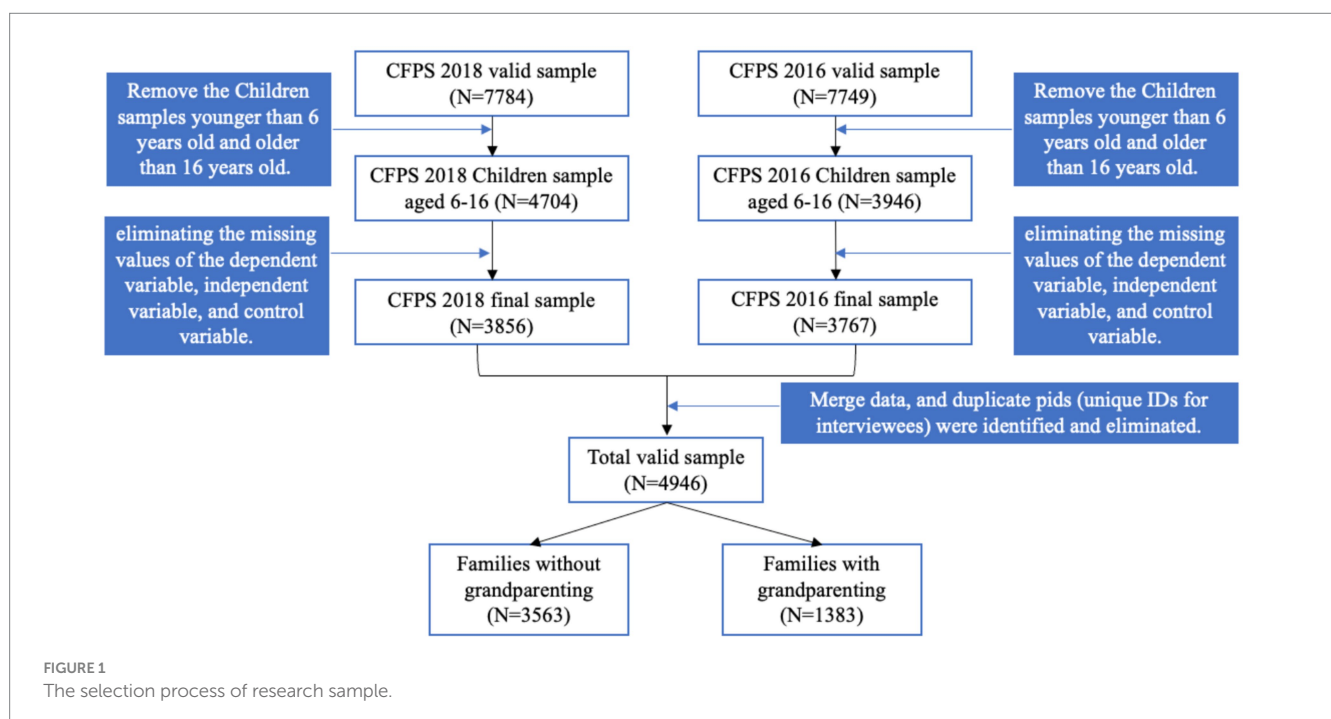 CFPS 2018 valid sample
(N=7784)
CFPS 2016 valid sample
(N=7749)
Remove the Children
samples younger than 6
years old and older
than 16 years old.
Remove the Children
samples younger than 6
years old and older
than 16 years old.
CFPS 2018 Children sample
aged 6-16 (N=4704)
CFPS 2016 Children sample
aged 6-16 (N=3946)
eliminating the missing
values of the dependent
variable, independent
variable, and control
variable.
eliminating the missing
values of the dependent
variable, independent
variable, and control
variable.
CFPS 2018 final sample
(N=3856)
CFPS 2016 final sample
(N=3767)
Merge data, and duplicate pids (unique IDs for
interviewees) were identified and eliminated.
Total valid sample
(N=4946)
Families without
grandparenting
(N=3563)
Families with
grandparenting
(N=1383)
FIGURE 1
The selection process of research sample.